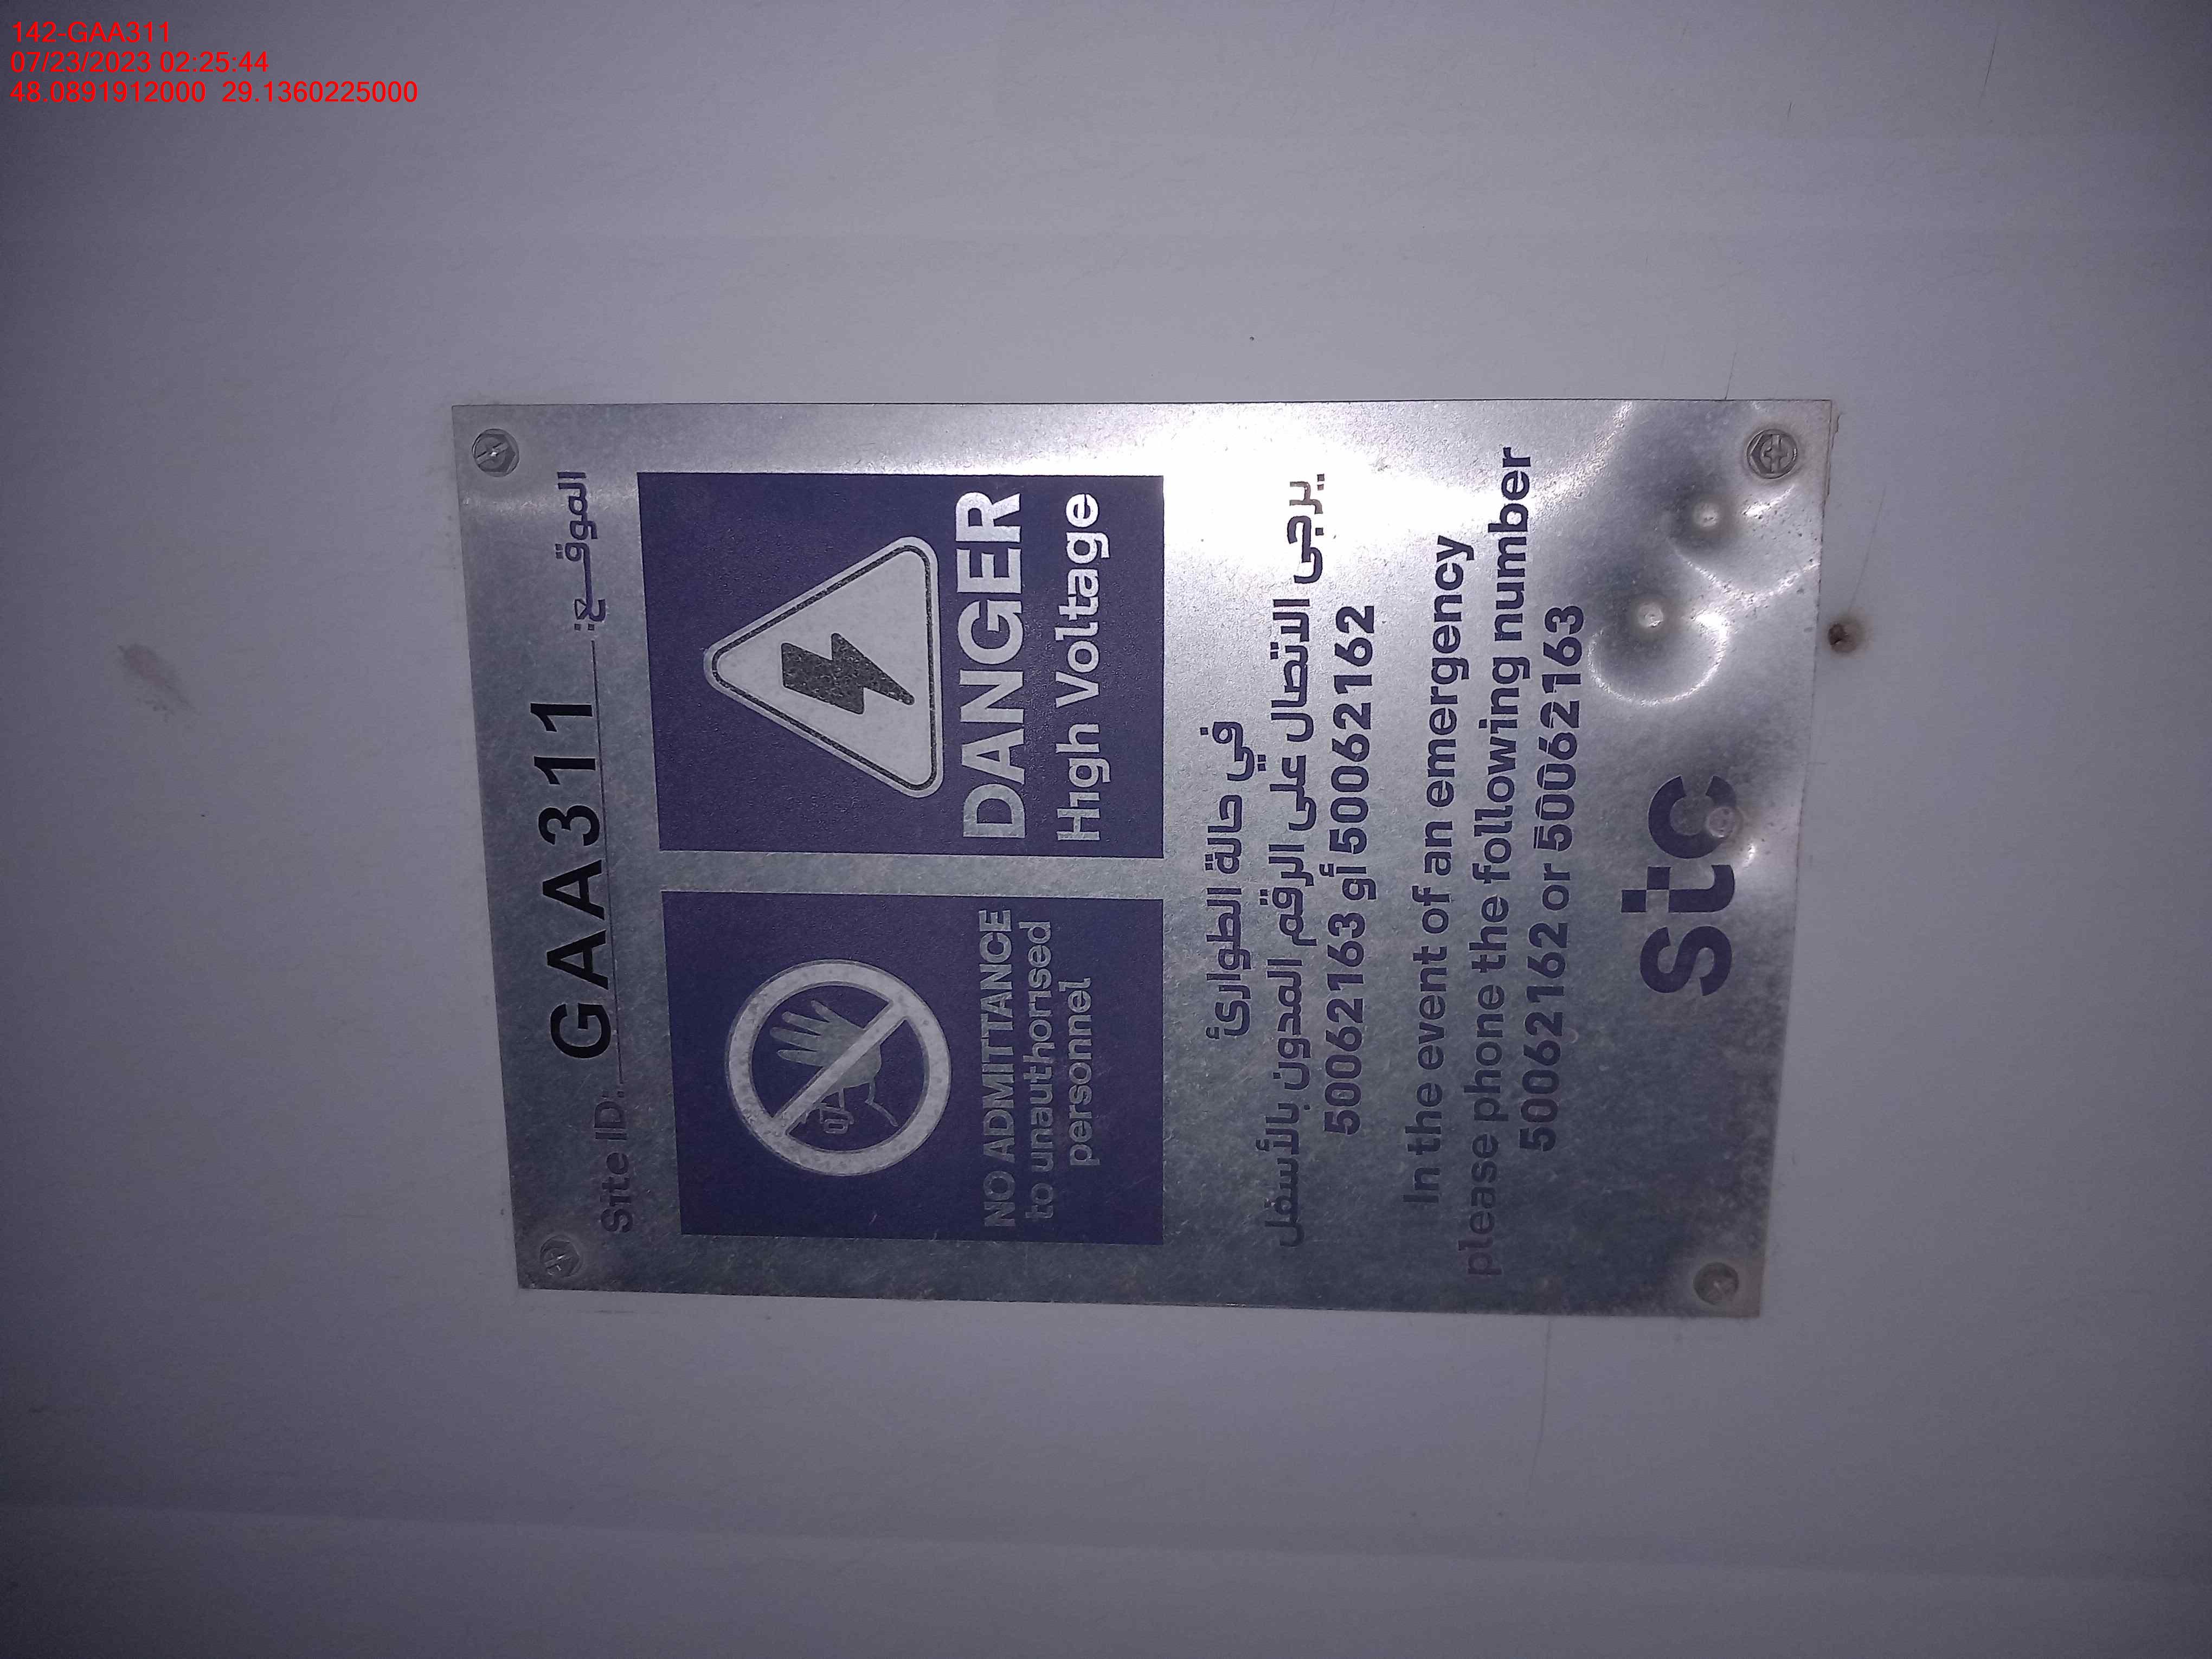 142-GAA311
07/23/2023 02:25:44
48.0891912000 29.1360225000
Site ID: GAA311 الموقع:
NO ADMITTANCE
to unauthorised
personnel
DANGER
High Voltage
في حالة الطوارئ
يرجى الاتصال على الرقم المدون بالأسفل
50062163 أو 50062162
In the event of an emergency
please phone the following number
50062162 or 50062163
stc